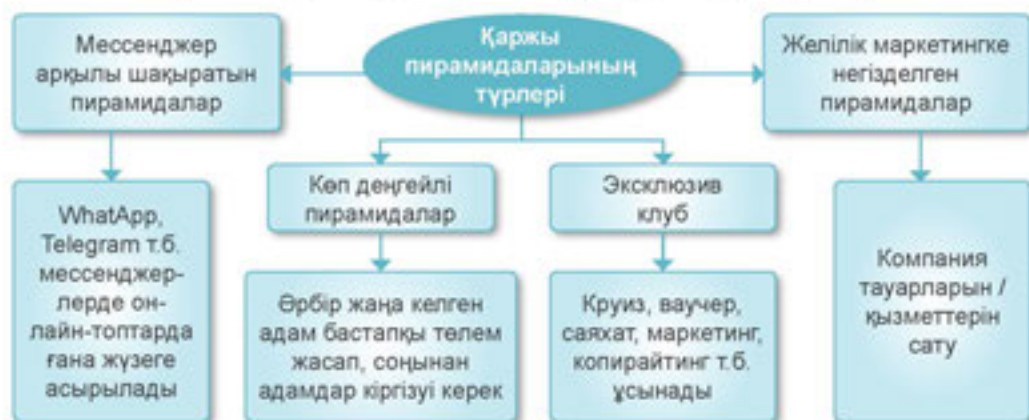 Қаржы
пирамидаларының
түрлері
Мессенджер
арқылы шақыратын
пирамидалар
Желілік маркетингке
негізделген
пирамидалар
Көп деңгейлі
пирамидалар
Эксклюзив
клуб
WhatApp,
Telegram т.б.
мессенджер-
лерде он-
лайн-топтарда
ғана жүзеге
асырылады
Әрбір жаңа келген
адам бастапқы төлем
жасап, соңынан
адамдар кіргізуі керек
Круиз, ваучер,
саяхат, маркетинг,
копирайтинг т.б.
ұсынады
Компания
тауарларын /
қызметтерін
сату